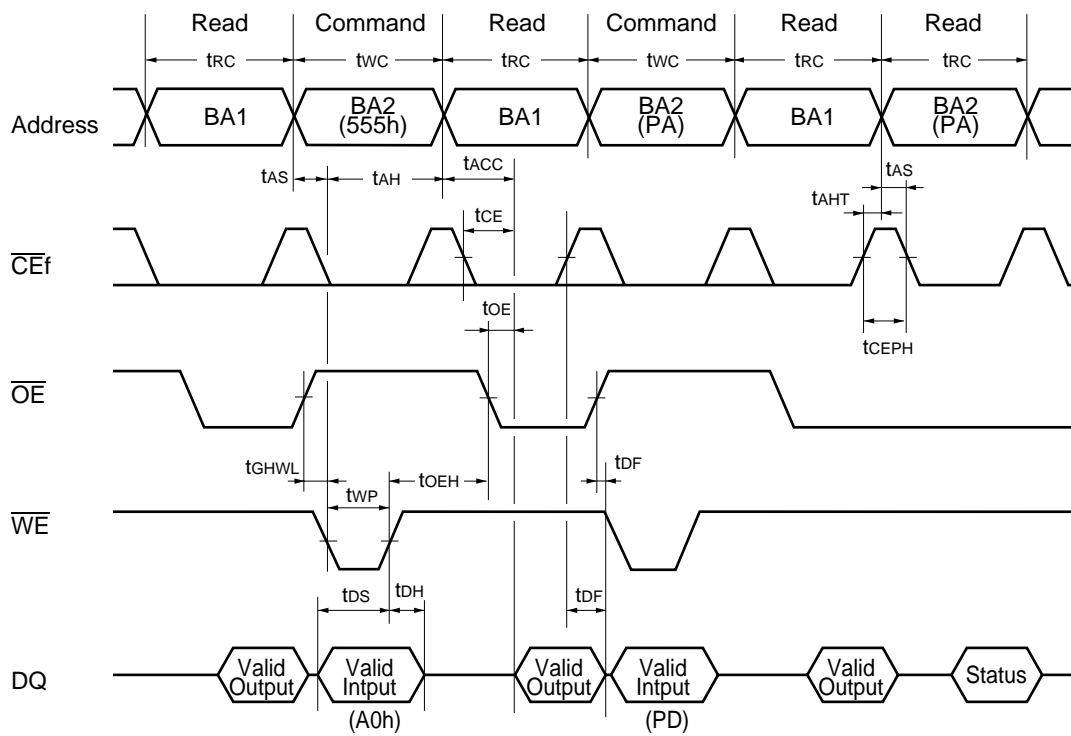 Read Command Read Command Read Read
tRC tWC tRC tWC tRC tRC
Address BA1 BA2 BA1 BA2 BA1 BA2
(555h) (PA) (PA)
tAS tAH tACC tAS
tAHT
tCE
CEf
tOE
tCEPH
OE
tGHWL tOEH tDF
tWP
WE
tDS tDH tDF
DQ Valid Valid Valid Valid Valid Status
Output Intput Output Intput Output
(A0h) (PD)